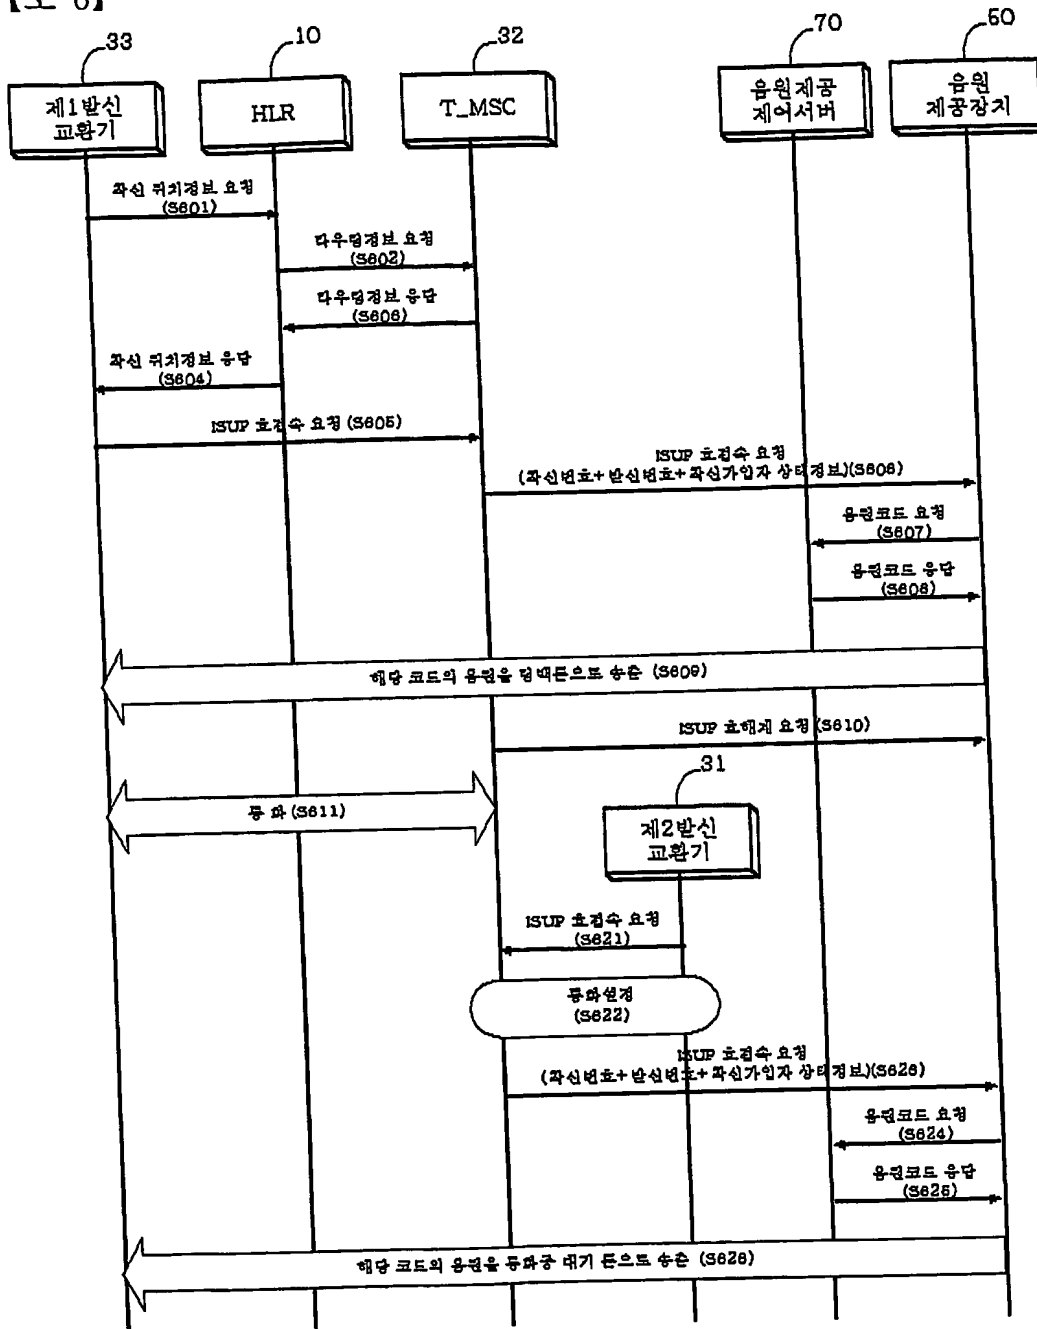 【도 6】
33
10
32
70
60
제1발신
교환기
HLR
T_MSC
음원제공
제어서버
음원
제공장치
착신 위치정보 요청
(S601)
라우팅정보 요청
(S602)
라우팅정보 응답
(S603)
착신 위치정보 응답
(S604)
ISUP 호접속 요청 (S605)
ISUP 호접속 요청
(착신번호+발신번호+착신가입자 상태정보)(S606)
음원코드 요청
(S607)
음원코드 응답
(S608)
해당 코드의 음원을 링백톤으로 송출 (S609)
ISUP 호해제 요청 (S610)
통화 (S611)
31
제2발신
교환기
ISUP 호접속 요청
(S621)
통화설정
(S622)
ISUP 호접속 요청
(착신번호+발신번호+착신가입자 상태정보)(S623)
음원코드 요청
(S624)
음원코드 응답
(S625)
해당 코드의 음원을 통화중 대기 톤으로 송출 (S626)